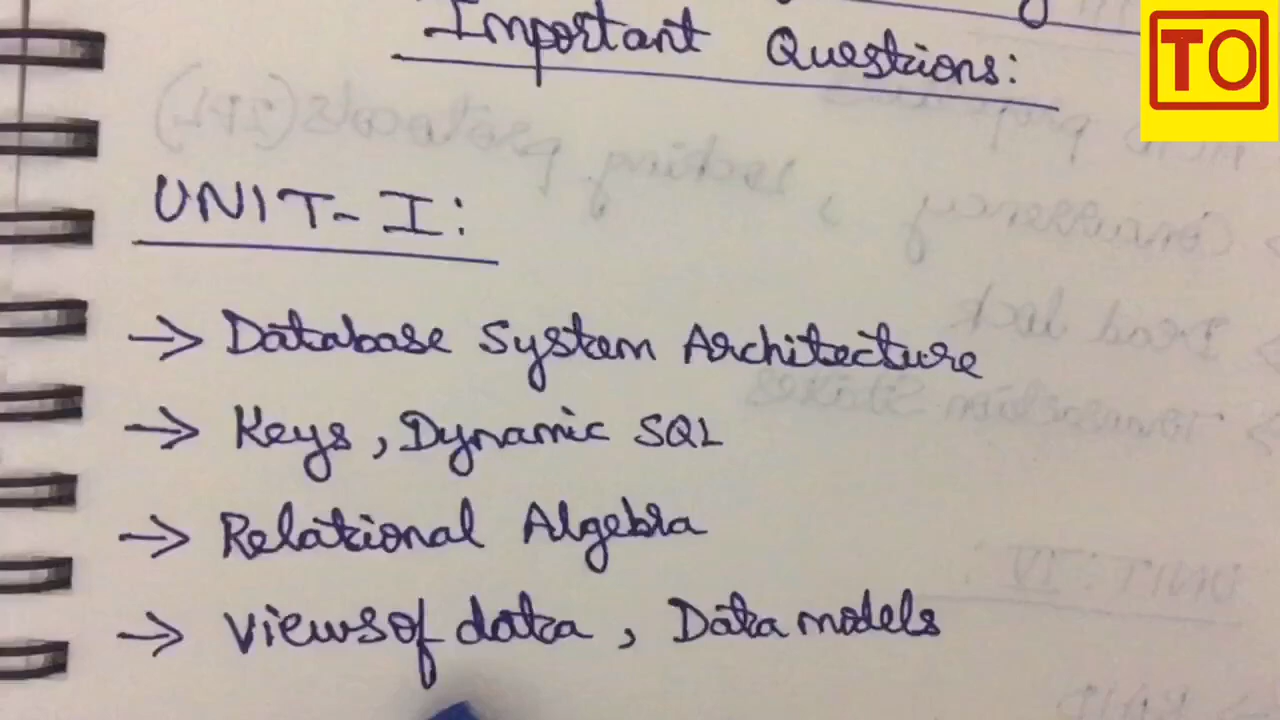 Important Questions:
TO
UNIT-I:
→ Database System Architecture
→ Keys, Dynamic SQL
→ Relational Algebra
→ Views of data, Data models